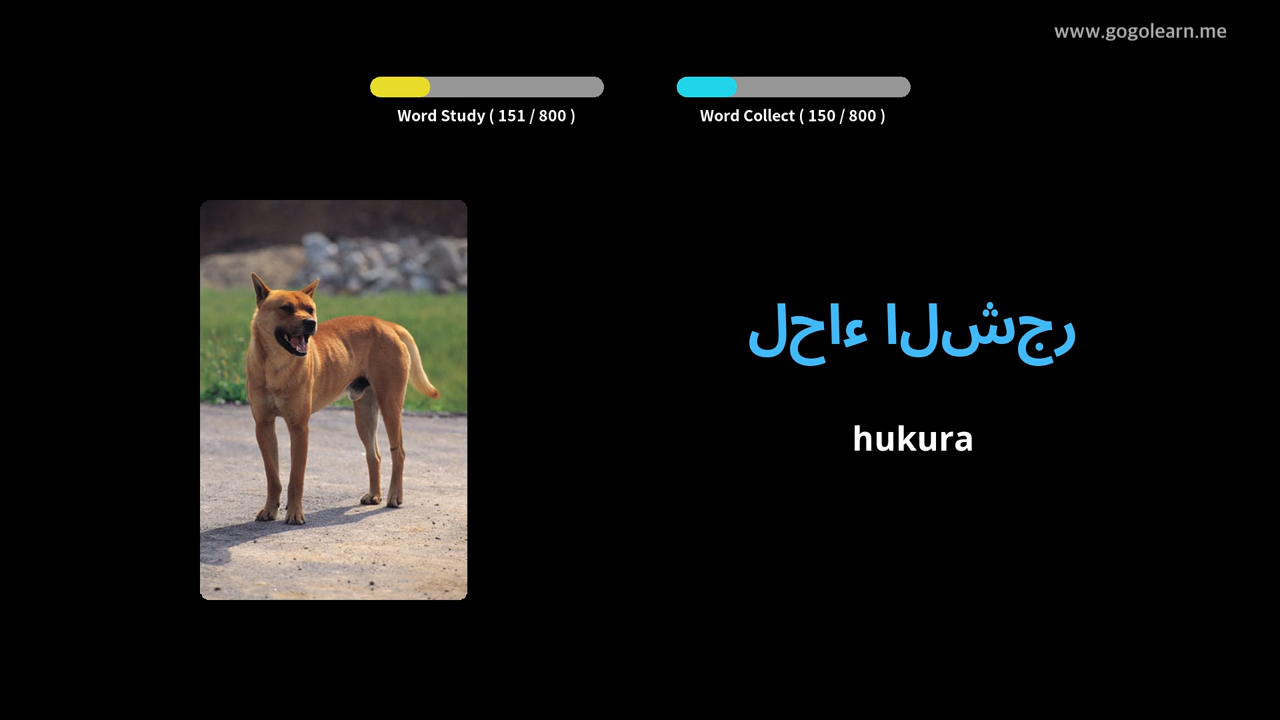 www.gogolearn.me
Word Study ( 151 / 800 )
Word Collect ( 150 / 800 )
لحاء الشجر
hukura